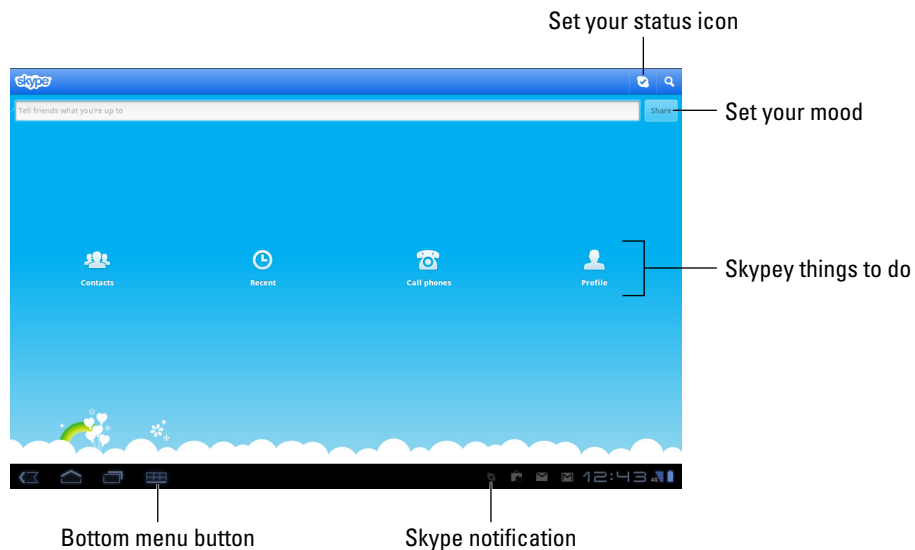 Set your status icon
skype
Tell friends what you're up to
Share
Set your mood
Skypey things to do
Contacts
Recent
Call phones
Profile
12:43
4G
Bottom menu button
Skype notification